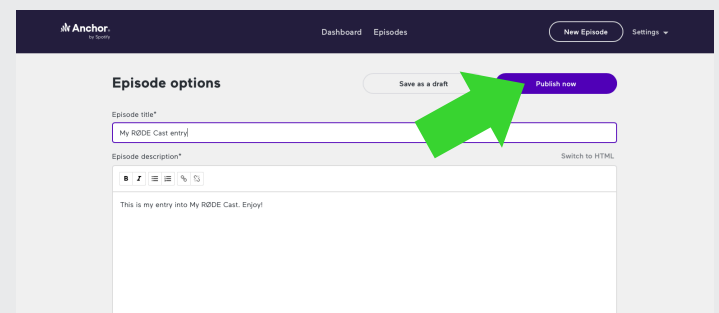 Anchor
by Spotify
Dashboard Episodes
New Episode
Settings
Episode options
Save as a draft
Publish now
Episode title*
My RØDE Cast entry
Episode description*
Switch to HTML
B I
This is my entry into My RØDE Cast. Enjoy!